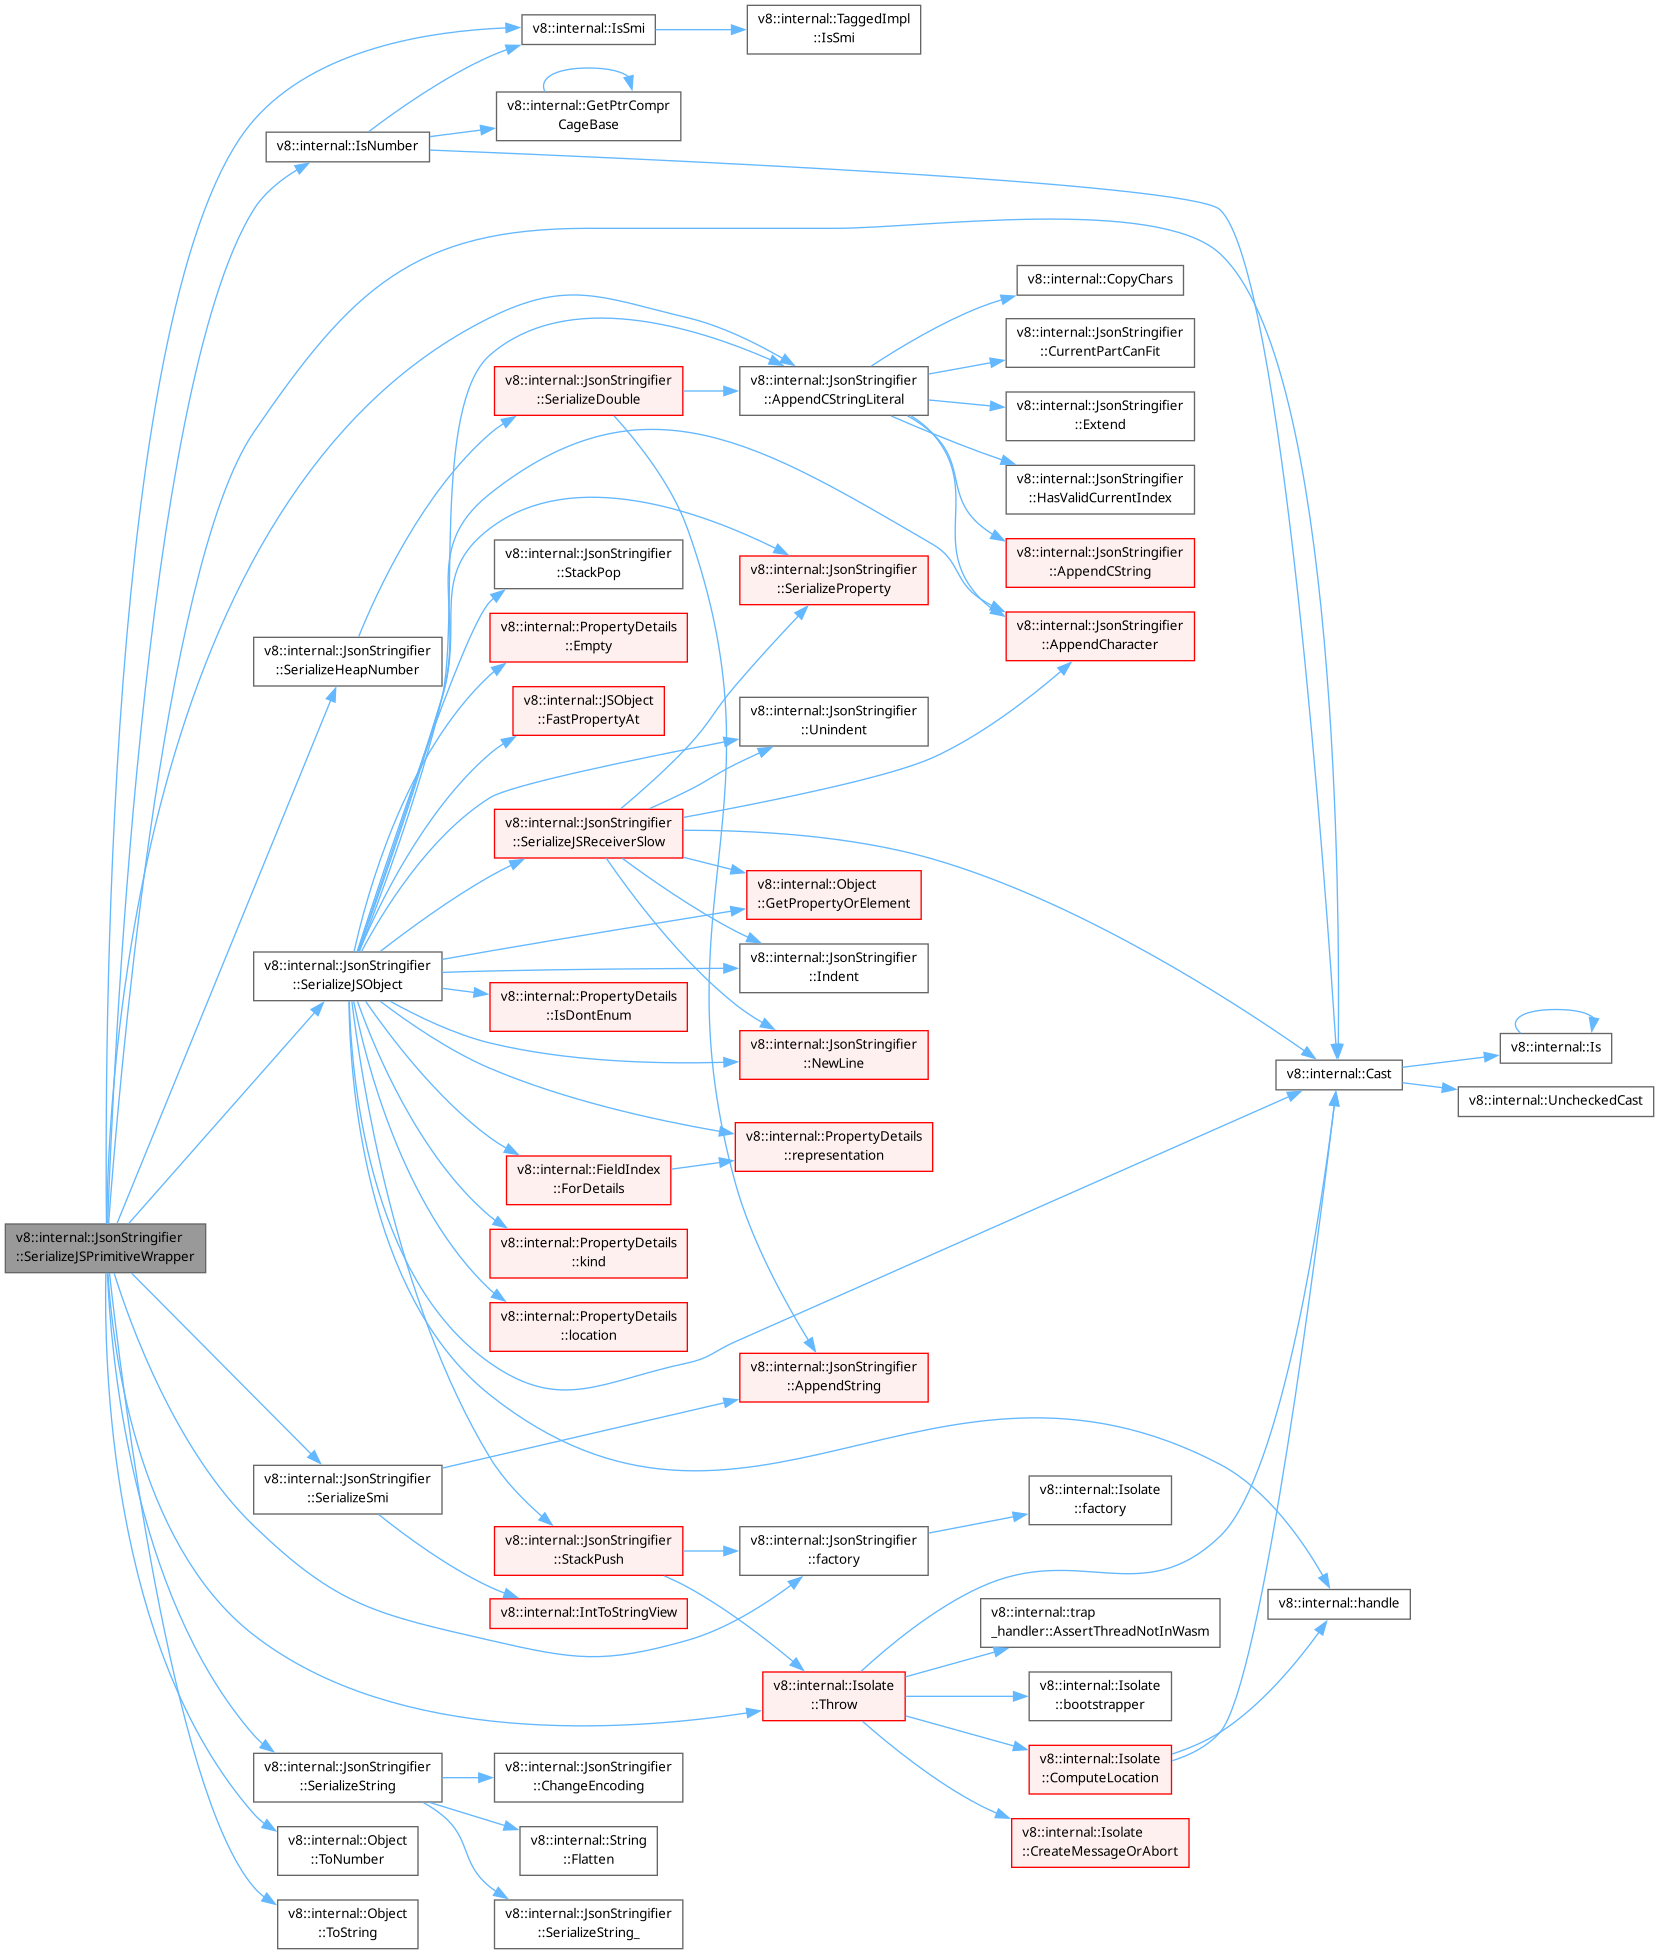 v8::internal::IsSmi
v8::internal::TaggedImpl
::IsSmi
v8::internal::GetPtrCompr
CageBase
v8::internal::IsNumber
v8::internal::CopyChars
v8::internal::JsonStringifier
::CurrentPartCanFit
v8::internal::JsonStringifier
::SerializeDouble
v8::internal::JsonStringifier
::AppendCStringLiteral
v8::internal::JsonStringifier
::Extend
v8::internal::JsonStringifier
::HasValidCurrentIndex
v8::internal::JsonStringifier
::StackPop
v8::internal::JsonStringifier
::SerializeProperty
v8::internal::JsonStringifier
::AppendCString
v8::internal::JsonStringifier
::SerializeHeapNumber
v8::internal::PropertyDetails
::Empty
v8::internal::JsonStringifier
::AppendCharacter
v8::internal::JSObject
::FastPropertyAt
v8::internal::JsonStringifier
::Unindent
v8::internal::JsonStringifier
::SerializeJSReceiverSlow
v8::internal::Object
::GetPropertyOrElement
v8::internal::JsonStringifier
::SerializeJSObject
v8::internal::JsonStringifier
::Indent
v8::internal::PropertyDetails
::IsDontEnum
v8::internal::JsonStringifier
::NewLine
v8::internal::Is
v8::internal::Cast
v8::internal::UncheckedCast
v8::internal::PropertyDetails
::representation
v8::internal::FieldIndex
::ForDetails
v8::internal::JsonStringifier
::SerializeJSPrimitiveWrapper
v8::internal::PropertyDetails
::kind
v8::internal::PropertyDetails
::location
v8::internal::JsonStringifier
::AppendString
v8::internal::JsonStringifier
::SerializeSmi
v8::internal::Isolate
::factory
v8::internal::JsonStringifier
::StackPush
v8::internal::JsonStringifier
::factory
v8::internal::IntToStringView
v8::internal::handle
v8::internal::trap
_handler::AssertThreadNotInWasm
v8::internal::Isolate
::Throw
v8::internal::Isolate
::bootstrapper
v8::internal::JsonStringifier
::SerializeString
v8::internal::JsonStringifier
::ChangeEncoding
v8::internal::Isolate
::ComputeLocation
v8::internal::Object
::ToNumber
v8::internal::String
::Flatten
v8::internal::Isolate
::CreateMessageOrAbort
v8::internal::Object
::ToString
v8::internal::JsonStringifier
::SerializeString_